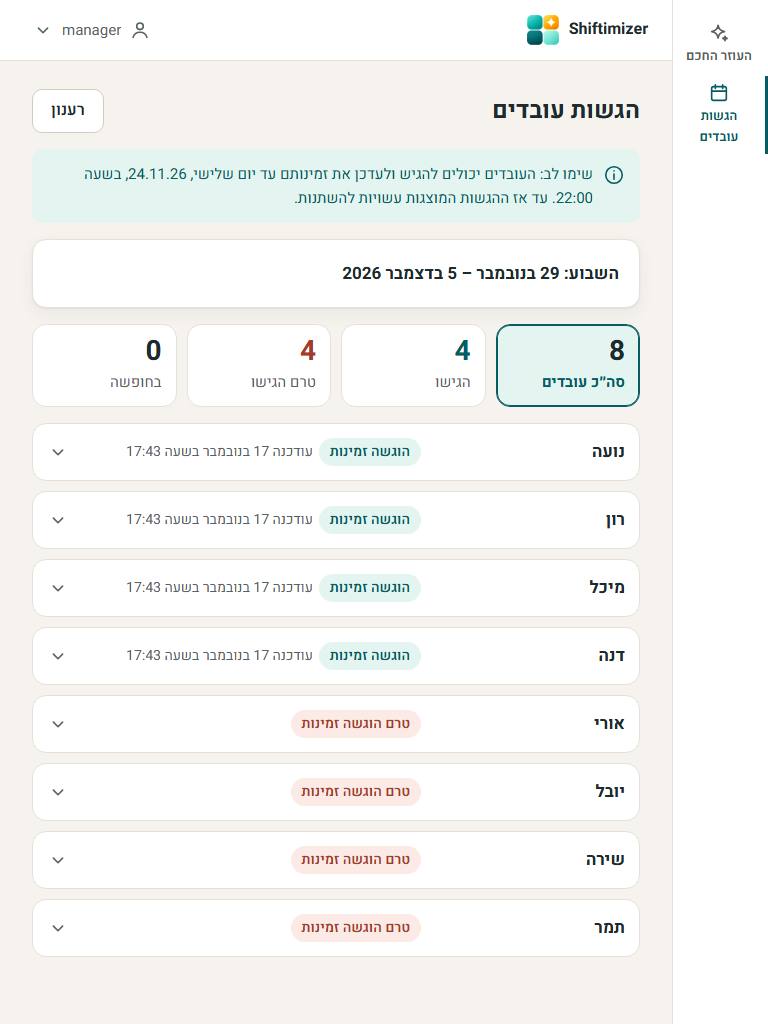 העוזר החכם
הגשות
עובדים
Shiftimizer
manager
הגשות עובדים
רענון
שימו לב: העובדים יכולים להגיש ולעדכן את זמינותם עד יום שלישי, 24.11.26, בשעה
22:00. עד אז ההגשות המוצגות עשויות להשתנות.
השבוע: 29 בנובמבר – 5 בדצמבר 2026
8
סה״כ עובדים
4
הגישו
4
טרם הגישו
0
בחופשה
נועה הוגשה זמינות עודכנה 17 בנובמבר בשעה 17:43
רון הוגשה זמינות עודכנה 17 בנובמבר בשעה 17:43
מיכל הוגשה זמינות עודכנה 17 בנובמבר בשעה 17:43
דנה הוגשה זמינות עודכנה 17 בנובמבר בשעה 17:43
אורי טרם הוגשה זמינות
יובל טרם הוגשה זמינות
שירה טרם הוגשה זמינות
תמר טרם הוגשה זמינות